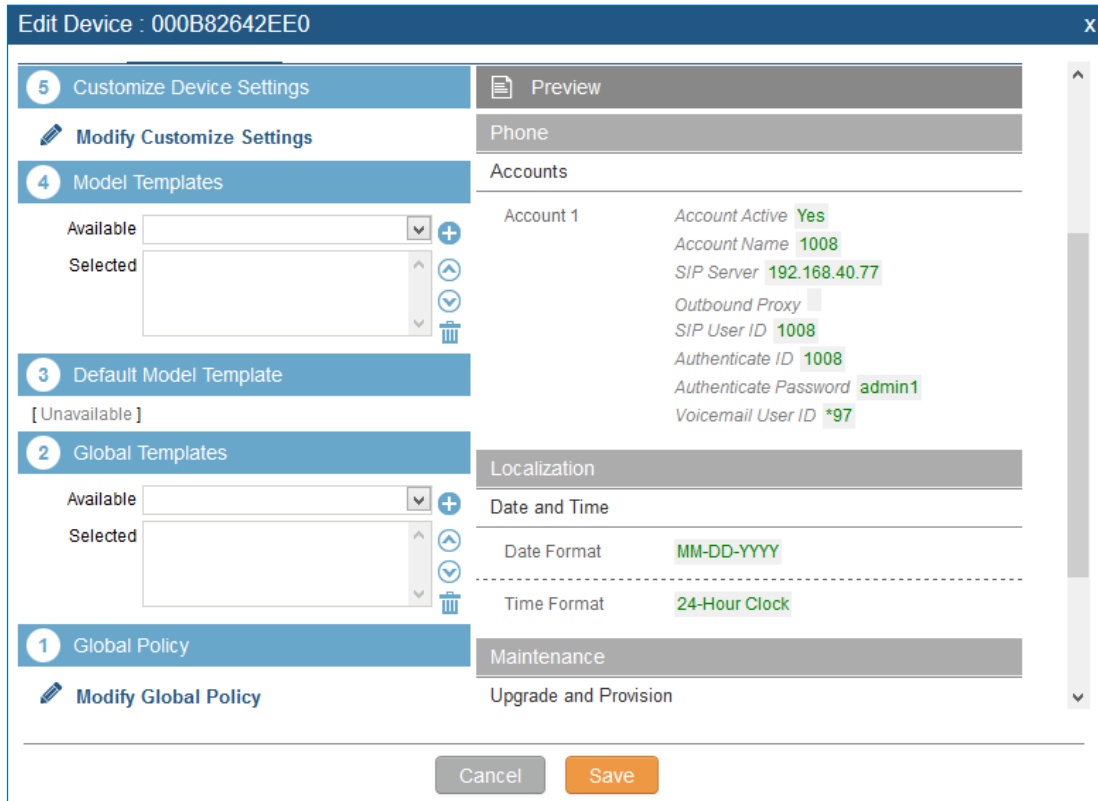 Edit Device : 000B82642EE0
X
5 Customize Device Settings
Modify Customize Settings
4 Model Templates
Available
Selected
3 Default Model Template
[ Unavailable ]
2 Global Templates
Available
Selected
1 Global Policy
Modify Global Policy
Preview
Phone
Accounts
Account 1
Account Active Yes
Account Name 1008
SIP Server 192.168.40.77
Outbound Proxy
SIP User ID 1008
Authenticate ID 1008
Authenticate Password admin1
Voicemail User ID *97
Localization
Date and Time
Date Format MM-DD-YYYY
Time Format 24-Hour Clock
Maintenance
Upgrade and Provision
Cancel
Save